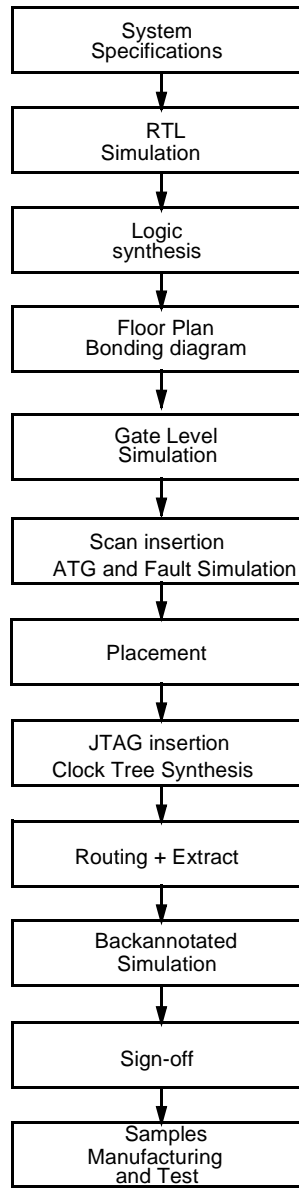 System
Specifications
RTL
Simulation
Logic
synthesis
Floor Plan
Bonding diagram
Gate Level
Simulation
Scan insertion
ATG and Fault Simulation
Placement
JTAG insertion
Clock Tree Synthesis
Routing + Extract
Backannotated
Simulation
Sign-off
Samples
Manufacturing
and Test